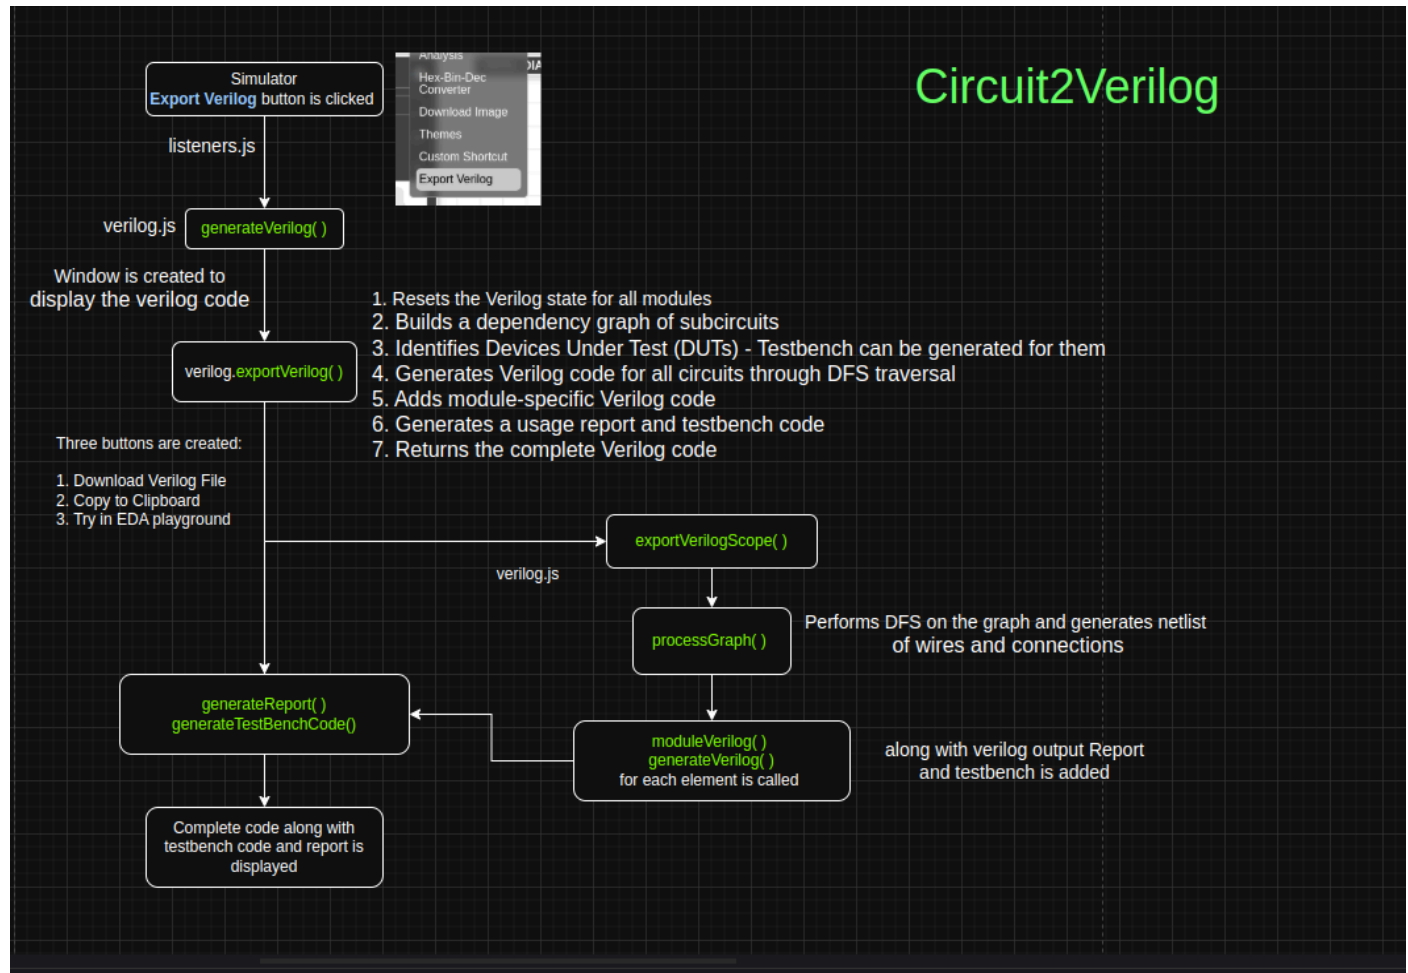 Circuit2Verilog
Simulator
Export Verilog button is clicked
Analysis
DIA
Hex-Bin-Dec
Converter
Download Image
Themes
Custom Shortcut
Export Verilog
listeners.js
verilog.js
generateVerilog( )
Window is created to
display the verilog code
verilog.exportVerilog( )
1. Resets the Verilog state for all modules
2. Builds a dependency graph of subcircuits
3. Identifies Devices Under Test (DUTs) - Testbench can be generated for them
4. Generates Verilog code for all circuits through DFS traversal
5. Adds module-specific Verilog code
6. Generates a usage report and testbench code
7. Returns the complete Verilog code
Three buttons are created:
1. Download Verilog File
2. Copy to Clipboard
3. Try in EDA playground
exportVerilogScope( )
verilog.js
processGraph( )
Performs DFS on the graph and generates netlist
of wires and connections
moduleVerilog( )
generateVerilog( )
for each element is called
along with verilog output Report
and testbench is added
generateReport( )
generateTestBenchCode()
Complete code along with
testbench code and report is
displayed